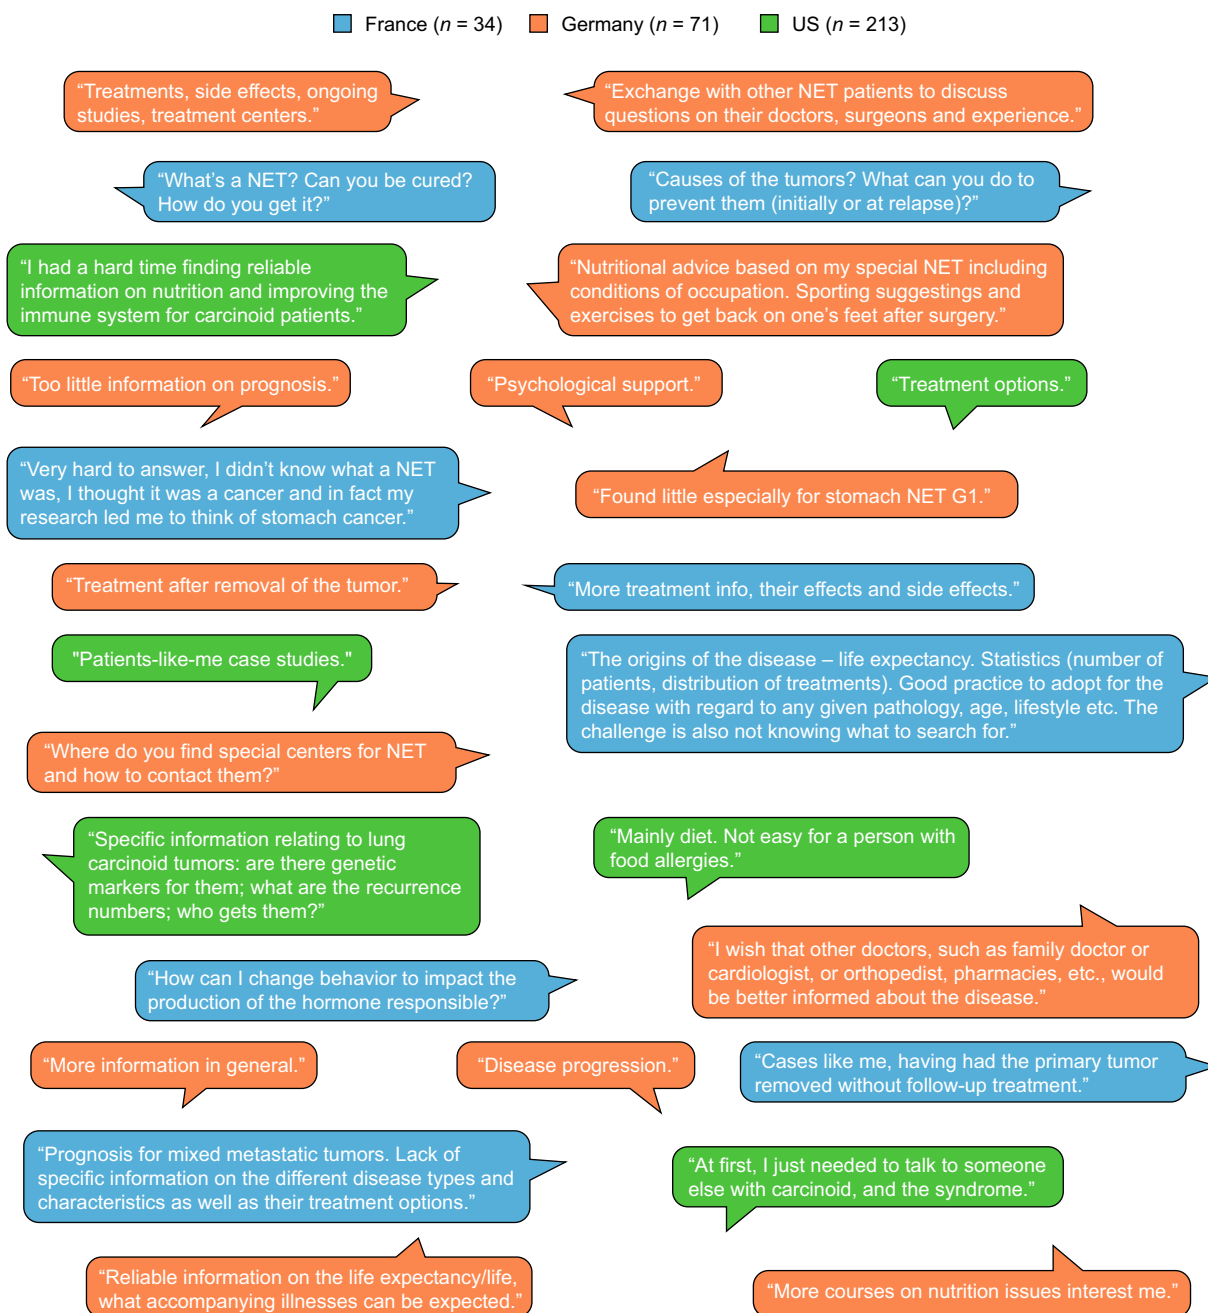 France (n = 34) Germany (n = 71) US (n = 213)
“Treatments, side effects, ongoing
studies, treatment centers.”
“Exchange with other NET patients to discuss
questions on their doctors, surgeons and experience.”
“What’s a NET? Can you be cured?
How do you get it?”
“Causes of the tumors? What can you do to
prevent them (initially or at relapse)?”
“I had a hard time finding reliable
information on nutrition and improving the
immune system for carcinoid patients.”
“Nutritional advice based on my special NET including
conditions of occupation. Sporting suggestings and
exercises to get back on one’s feet after surgery.”
“Too little information on prognosis.”
“Psychological support.”
“Treatment options.”
“Very hard to answer, I didn’t know what a NET
was, I thought it was a cancer and in fact my
research led me to think of stomach cancer.”
“Found little especially for stomach NET G1.”
“Treatment after removal of the tumor.”
“More treatment info, their effects and side effects.”
"Patients-like-me case studies."
“The origins of the disease – life expectancy. Statistics (number of
patients, distribution of treatments). Good practice to adopt for the
disease with regard to any given pathology, age, lifestyle etc. The
challenge is also not knowing what to search for.”
“Where do you find special centers for NET
and how to contact them?”
“Specific information relating to lung
carcinoid tumors: are there genetic
markers for them; what are the recurrence
numbers; who gets them?”
“Mainly diet. Not easy for a person with
food allergies.”
“I wish that other doctors, such as family doctor or
cardiologist, or orthopedist, pharmacies, etc., would
be better informed about the disease.”
“How can I change behavior to impact the
production of the hormone responsible?”
“More information in general.”
“Disease progression.”
“Cases like me, having had the primary tumor
removed without follow-up treatment.”
“Prognosis for mixed metastatic tumors. Lack of
specific information on the different disease types and
characteristics as well as their treatment options.”
“At first, I just needed to talk to someone
else with carcinoid, and the syndrome.”
“Reliable information on the life expectancy/life,
what accompanying illnesses can be expected.”
“More courses on nutrition issues interest me.”